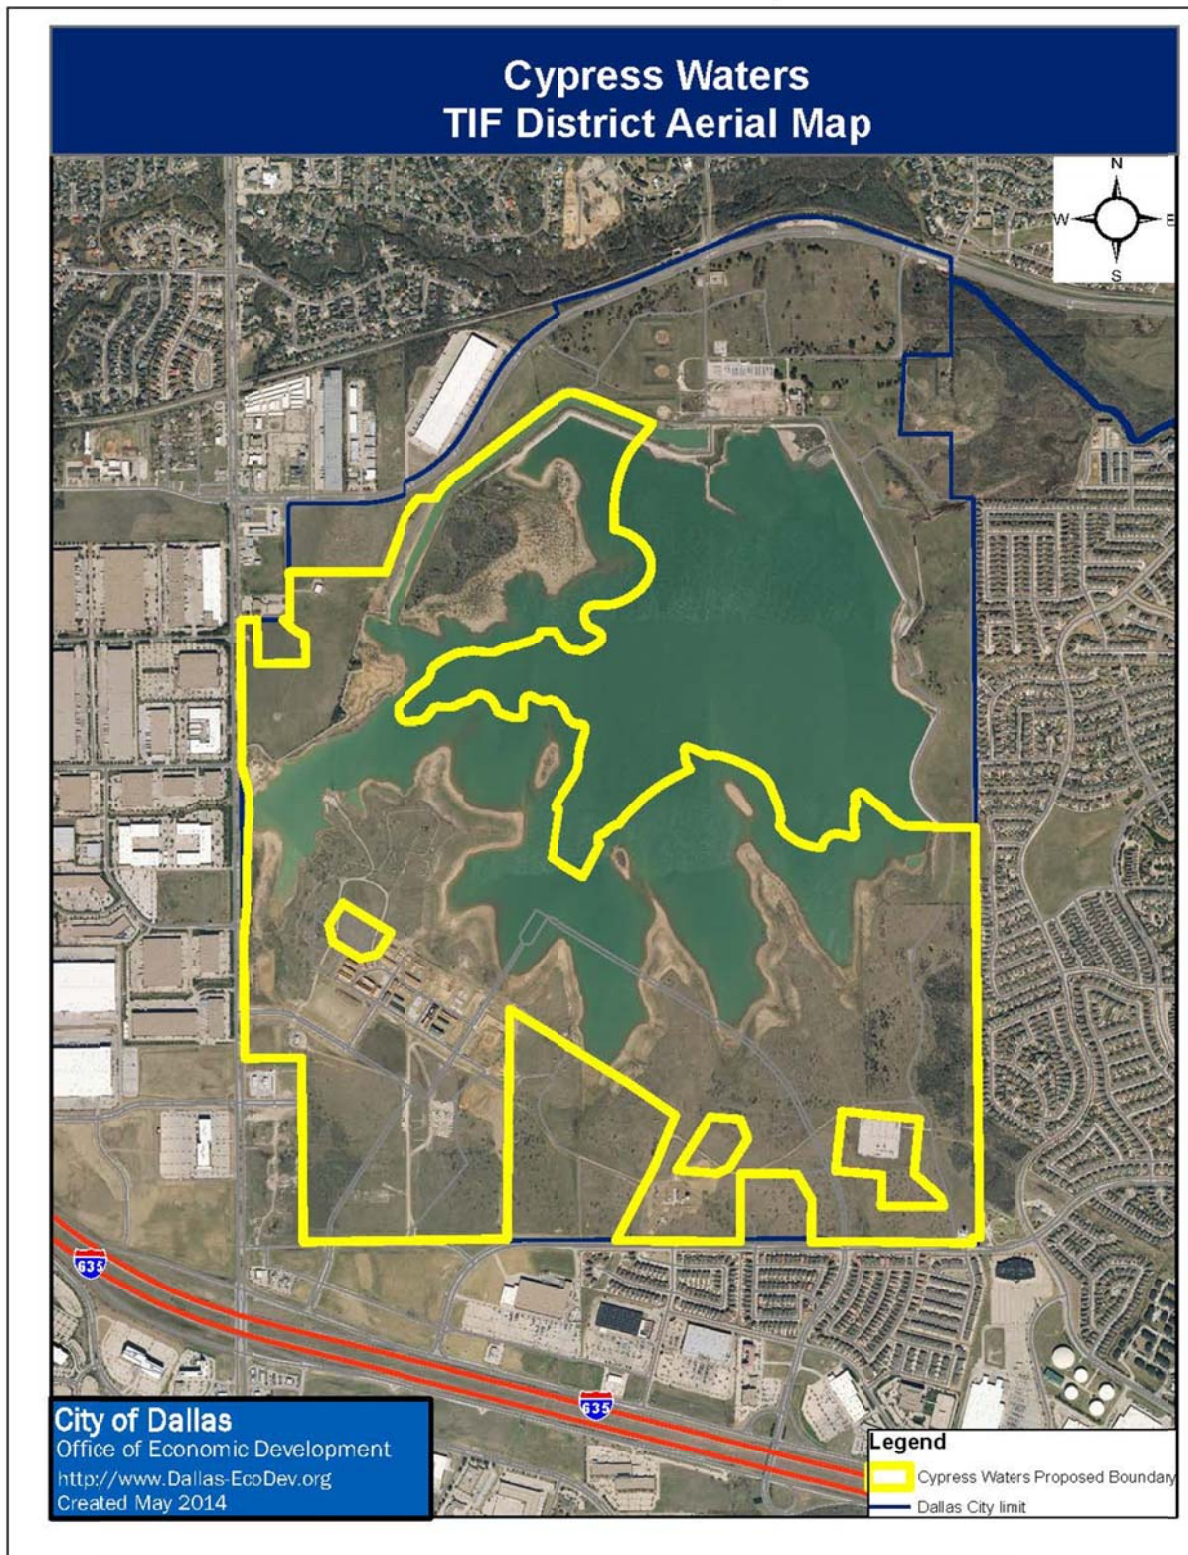 Cypress Waters
TIF District Aerial Map
N
W
E
S
635
635
City of Dallas
Office of Economic Development
http://www.Dallas-EcoDev.org
Created May 2014
Legend
Cypress Waters Proposed Boundary
Dallas City limit